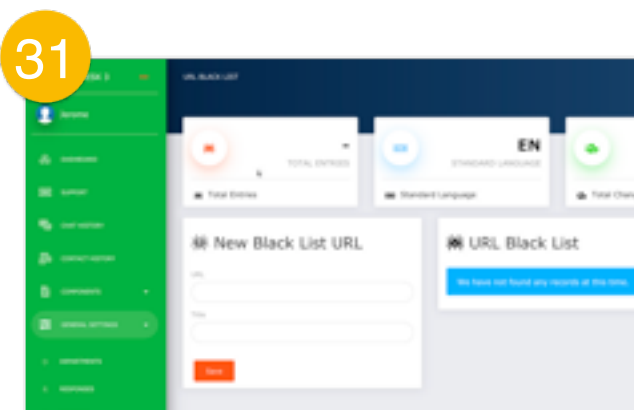 31
URL BLACK LIST
Jerome
DASHBOARD
SUPPORT
CHAT HISTORY
CONTACT HISTORY
COMPONENTS
GENERAL SETTINGS
DEPARTMENTS
RESPONSES
TOTAL ENTRIES
Total Entries
EN
STANDARD LANGUAGE
Standard Language
New Black List URL
URL
Title
Save
URL Black List
We have not found any records at this time.